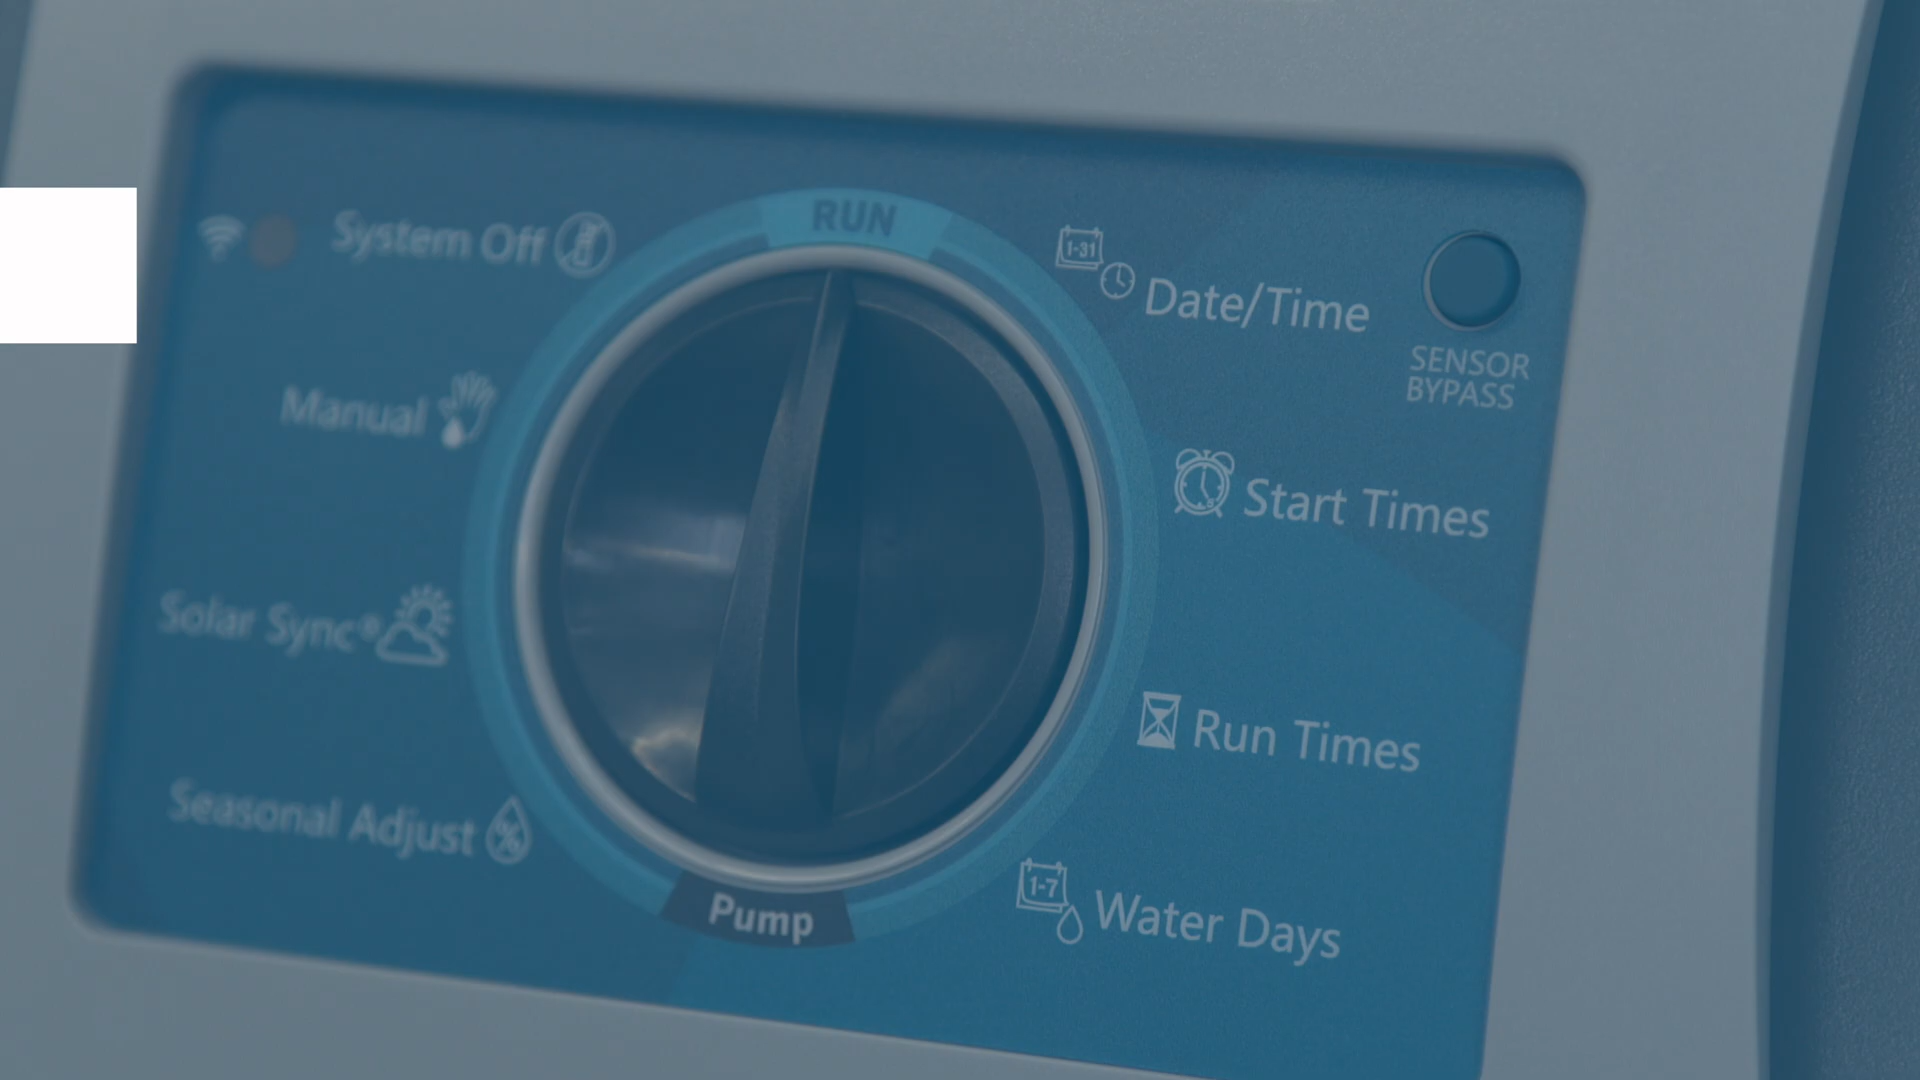 RUN
System Off
Manual
Solar Sync®
Seasonal Adjust
Pump
1-31
Date/Time
SENSOR
BYPASS
Start Times
Run Times
1-7
Water Days